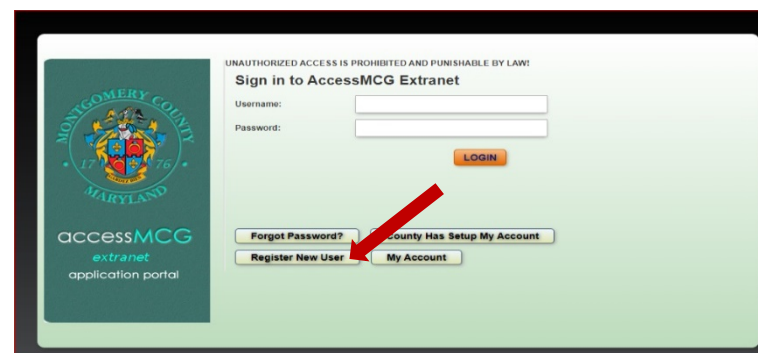 MONTGOMERY COUNTY
17 76
MARYLAND
accessMCG
extranet
application portal
UNAUTHORIZED ACCESS IS PROHIBITED AND PUNISHABLE BY LAW!
Sign in to AccessMCG Extranet
Username:
Password:
LOGIN
Forgot Password? County Has Setup My Account
Register New User My Account